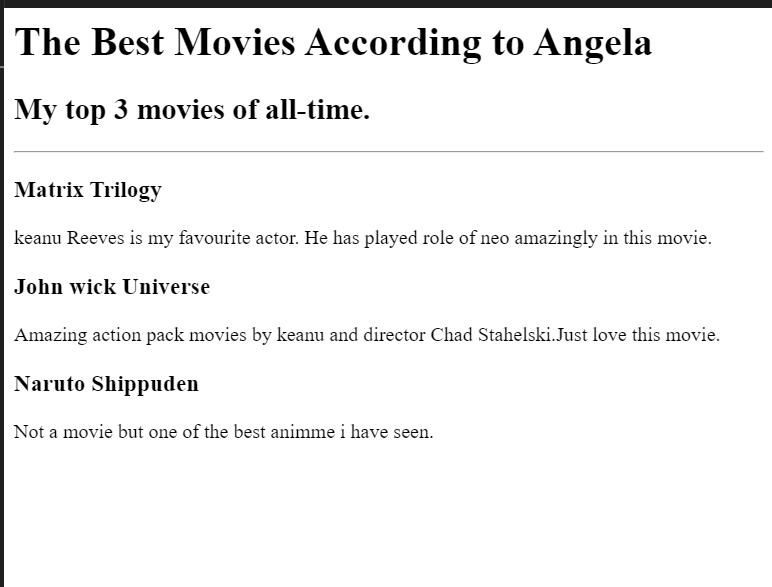 The Best Movies According to Angela
My top 3 movies of all-time.
Matrix Trilogy
keanu Reeves is my favourite actor. He has played role of neo amazingly in this movie.
John wick Universe
Amazing action pack movies by keanu and director Chad Stahelski.Just love this movie.
Naruto Shippuden
Not a movie but one of the best animme i have seen.